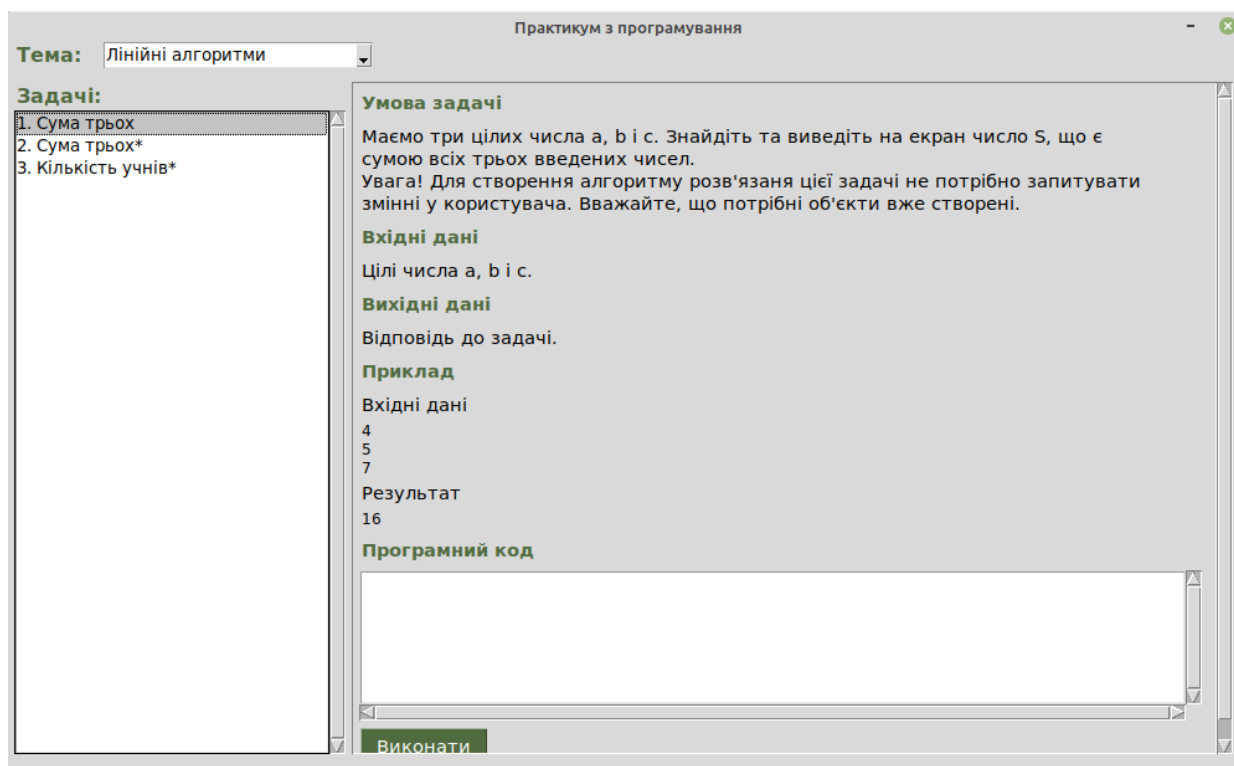 Практикум з програмування
Тема: Лінійні алгоритми
Задачі:
1. Сума трьох
2. Сума трьох*
3. Кількість учнів*
Умова задачі
Маємо три цілих числа a, b і c. Знайдіть та виведіть на екран число S, що є
сумою всіх трьох введених чисел.
Увага! Для створення алгоритму розв'язаня цієї задачі не потрібно запитувати
змінні у користувача. Вважайте, що потрібні об'єкти вже створені.
Вхідні дані
Цілі числа a, b і c.
Вихідні дані
Відповідь до задачі.
Приклад
Вхідні дані
4
5
7
Результат
16
Програмний код
Виконати